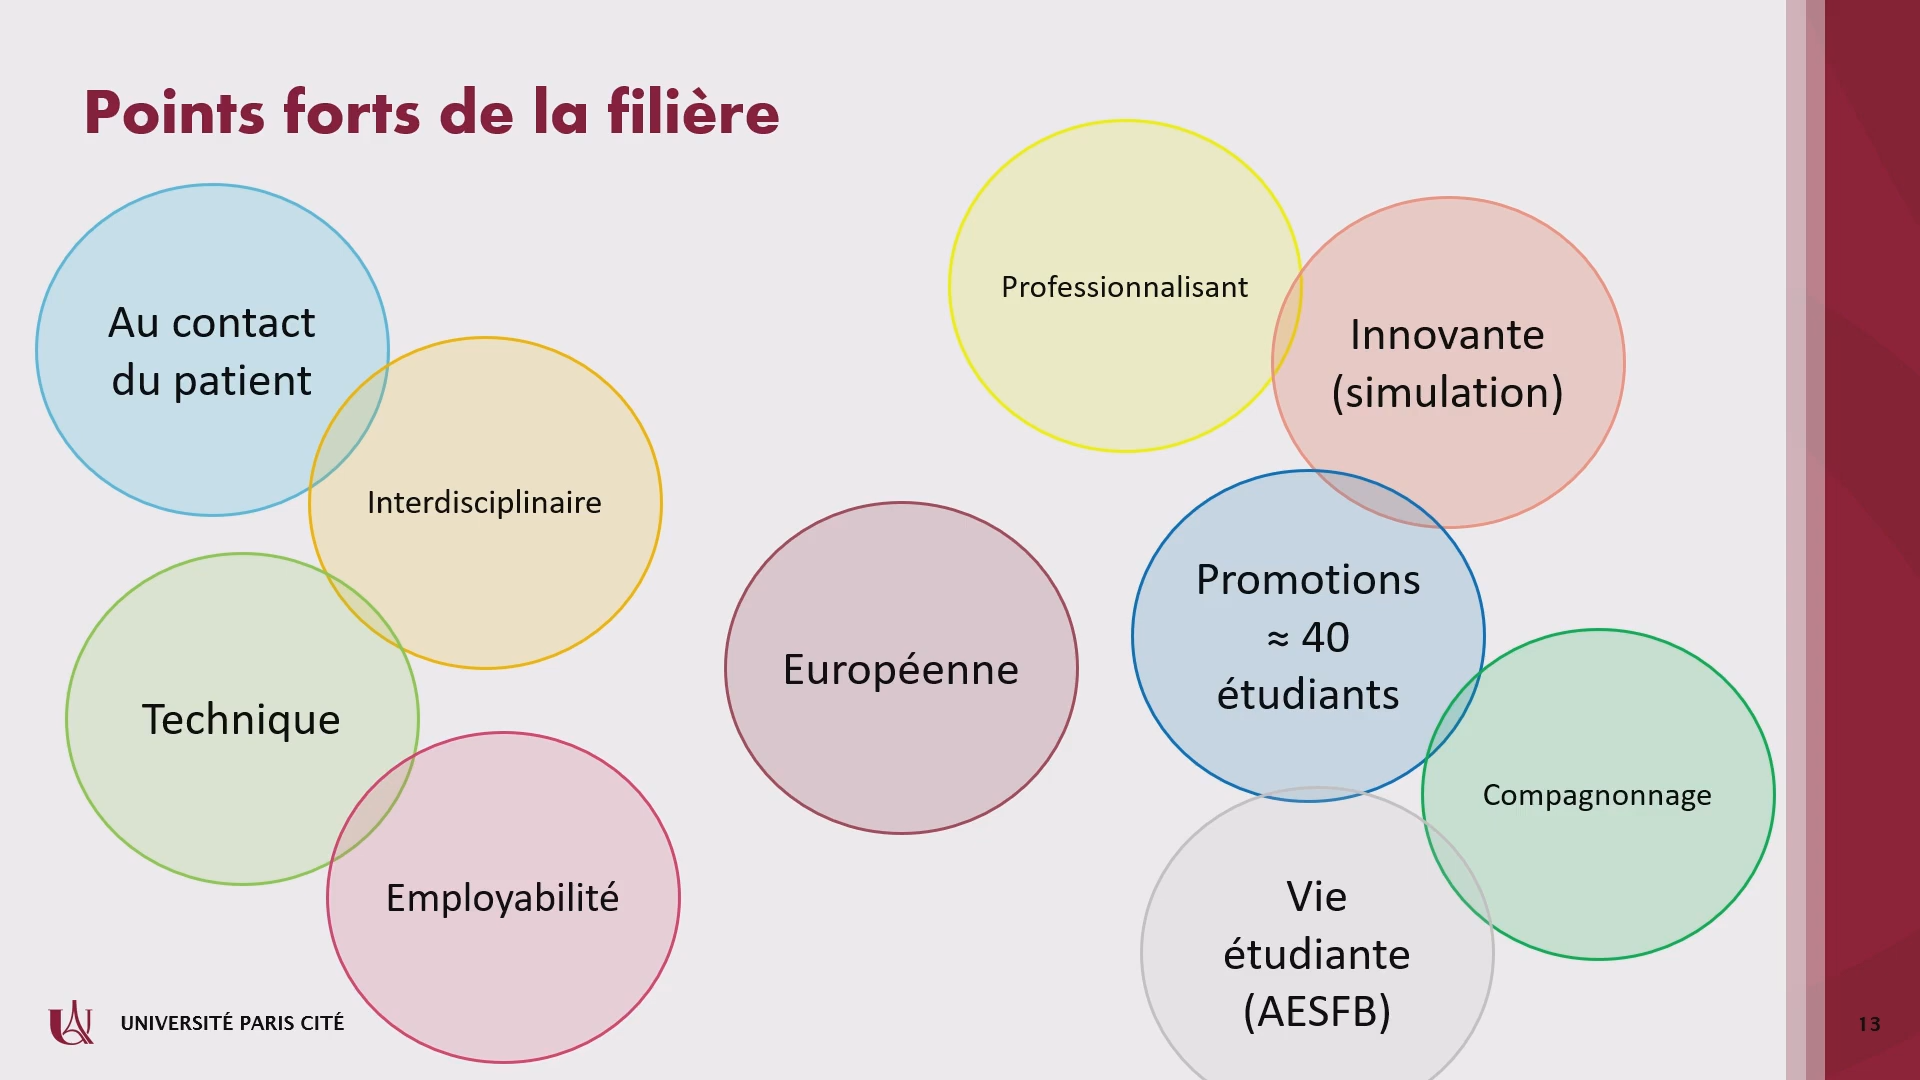 Points forts de la filière
Au contact
du patient
Interdisciplinaire
Technique
Employabilité
Européenne
Professionnalisant
Innovante
(simulation)
Promotions
≈ 40
étudiants
Compagnonnage
Vie
étudiante
(AESFB)
UNIVERSITÉ PARIS CITÉ
13